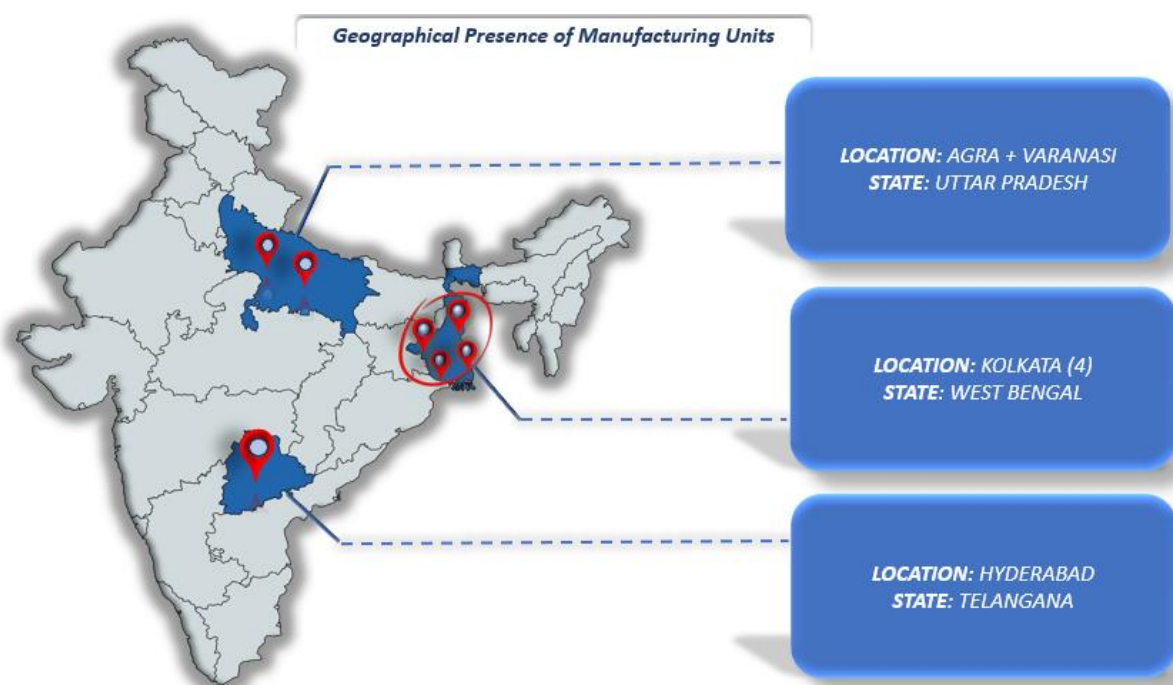 Geographical Presence of Manufacturing Units
LOCATION: AGRA + VARANASI
STATE: UTTAR PRADESH
LOCATION: KOLKATA (4)
STATE: WEST BENGAL
LOCATION: HYDERABAD
STATE: TELANGANA